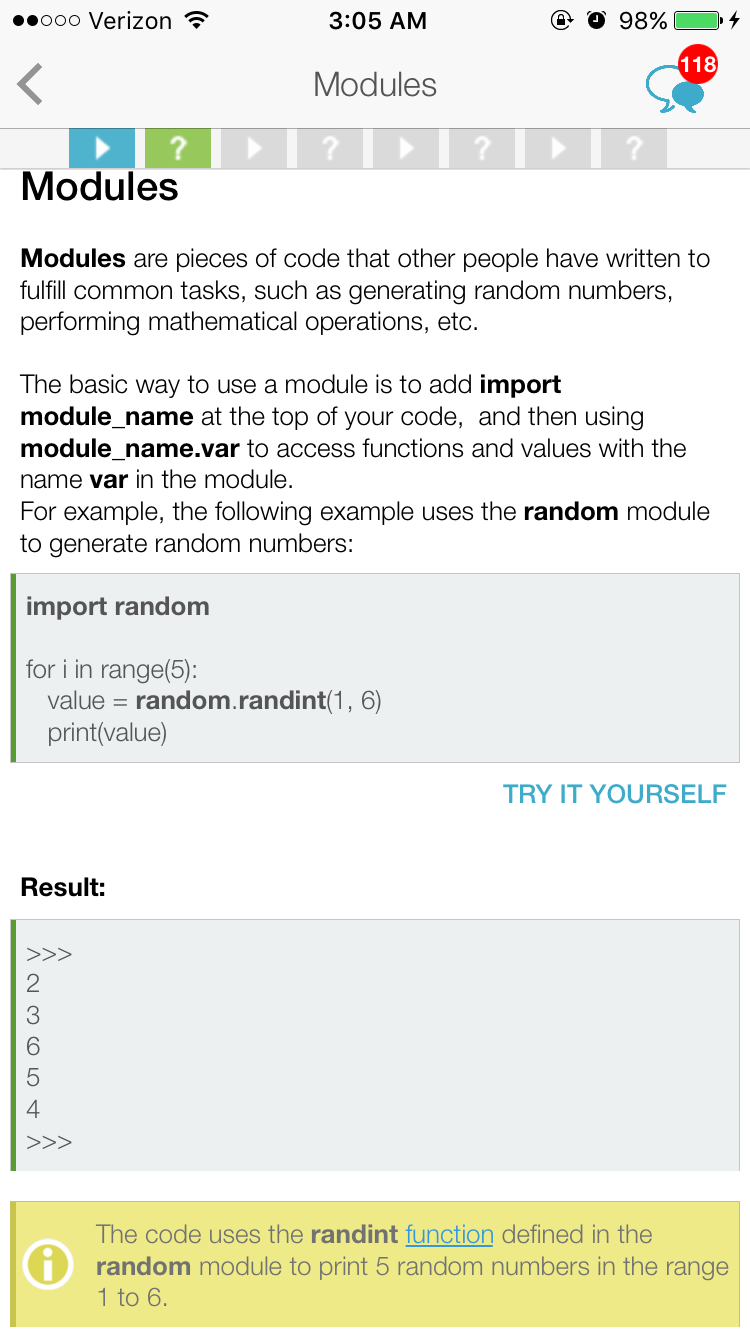 Verizon 3:05 AM 98%
Modules 118
? ? ? ?
Modules
Modules are pieces of code that other people have written to
fulfill common tasks, such as generating random numbers,
performing mathematical operations, etc.
The basic way to use a module is to add import
module_name at the top of your code,  and then using
module_name.var to access functions and values with the
name var in the module.
For example, the following example uses the random module
to generate random numbers:
import random
for i in range(5):
   value = random.randint(1, 6)
   print(value)
TRY IT YOURSELF
Result:
>>>
2
3
6
5
4
>>>
The code uses the randint function defined in the
random module to print 5 random numbers in the range
1 to 6.